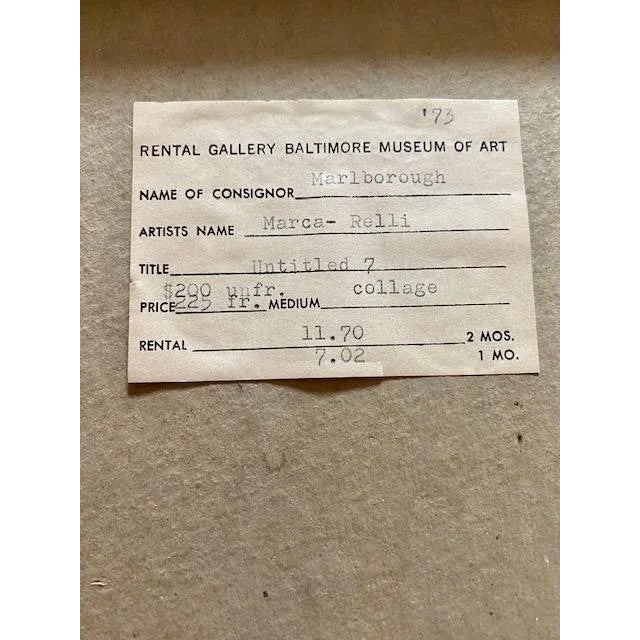 '73
RENTAL GALLERY BALTIMORE MUSEUM OF ART
NAME OF CONSIGNOR Marlborough
ARTISTS NAME Marca- Relli
TITLE Untitled 7
$200 unfr. collage
PRICE 225 fr. MEDIUM
RENTAL 11.70 2 MOS.
7.02 1 MO.